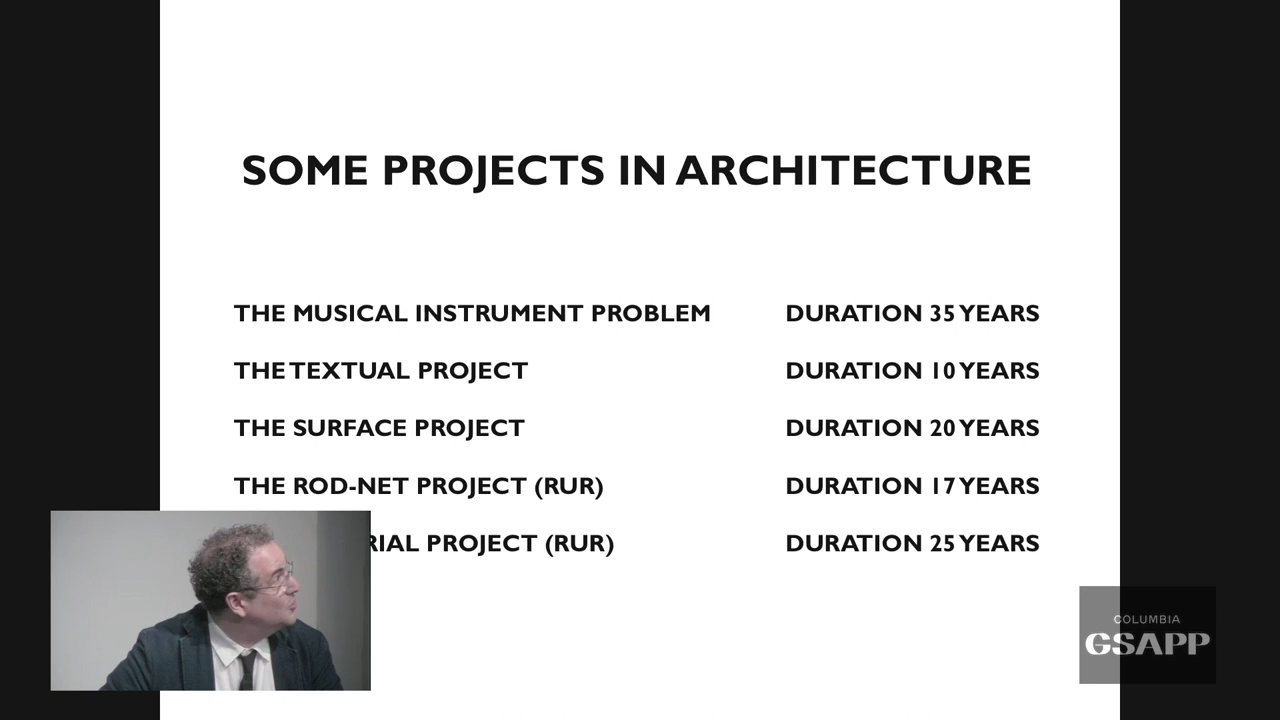 SOME PROJECTS IN ARCHITECTURE
THE MUSICAL INSTRUMENT PROBLEM DURATION 35 YEARS
THE TEXTUAL PROJECT DURATION 10 YEARS
THE SURFACE PROJECT DURATION 20 YEARS
THE ROD-NET PROJECT (RUR) DURATION 17 YEARS
PROJECT (RUR) DURATION 25 YEARS
COLUMBIA
GSAPP